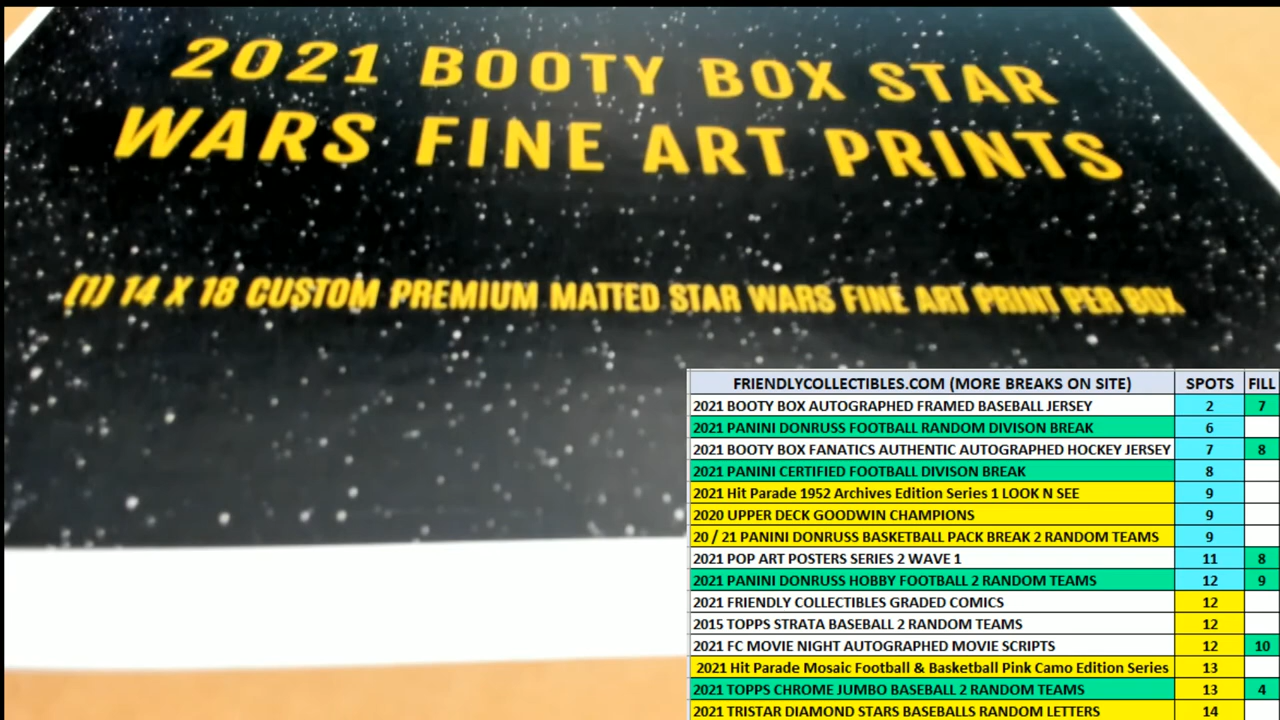 2021 BOOTY BOX STAR
WARS FINE ART PRINTS
(1) 14 X 18 CUSTOM PREMIUM MATTED STAR WARS FINE ART PRINT PER BOX
FRIENDLYCOLLECTIBLES.COM (MORE BREAKS ON SITE) SPOTS FILL
2021 BOOTY BOX AUTOGRAPHED FRAMED BASEBALL JERSEY 2 7
2021 PANINI DONRUSS FOOTBALL RANDOM DIVISON BREAK 6
2021 BOOTY BOX FANATICS AUTHENTIC AUTOGRAPHED HOCKEY JERSEY 7 8
2021 PANINI CERTIFIED FOOTBALL DIVISON BREAK 8
2021 Hit Parade 1952 Archives Edition Series 1 LOOK N SEE 9
2020 UPPER DECK GOODWIN CHAMPIONS 9
20 / 21 PANINI DONRUSS BASKETBALL PACK BREAK 2 RANDOM TEAMS 9
2021 POP ART POSTERS SERIES 2 WAVE 1 11 8
2021 PANINI DONRUSS HOBBY FOOTBALL 2 RANDOM TEAMS 12 9
2021 FRIENDLY COLLECTIBLES GRADED COMICS 12
2015 TOPPS STRATA BASEBALL 2 RANDOM TEAMS 12
2021 FC MOVIE NIGHT AUTOGRAPHED MOVIE SCRIPTS 12 10
2021 Hit Parade Mosaic Football & Basketball Pink Camo Edition Series 13
2021 TOPPS CHROME JUMBO BASEBALL 2 RANDOM TEAMS 13 4
2021 TRISTAR DIAMOND STARS BASEBALLS RANDOM LETTERS 14